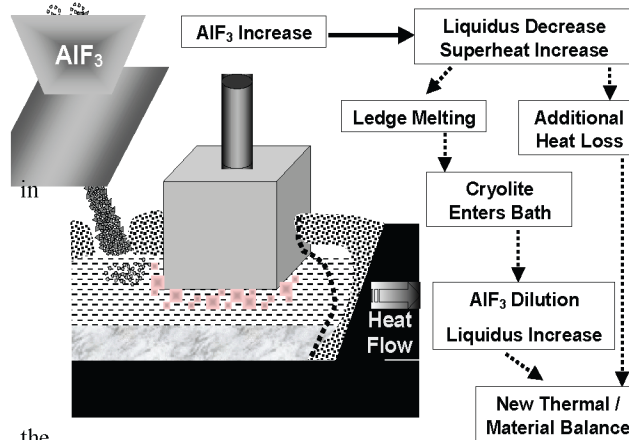 AlF₃
AlF₃ Increase
Liquidus Decrease
Superheat Increase
Ledge Melting
Additional
Heat Loss
in
Cryolite
Enters Bath
AlF₃ Dilution
Liquidus Increase
Heat
Flow
New Thermal /
Material Balance
the